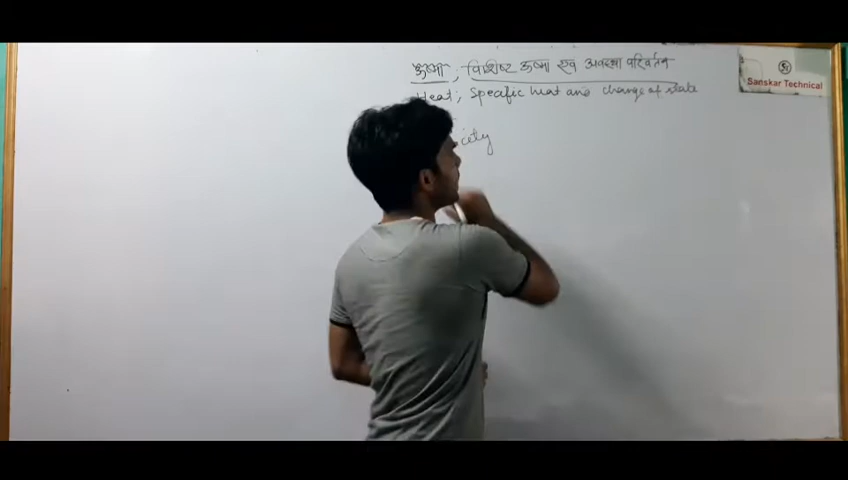 ऊष्मा, विशिष्ट ऊष्मा एवं अवस्था परिवर्तन
Heat, Specific heat and change of state
city
Sanskar Technical